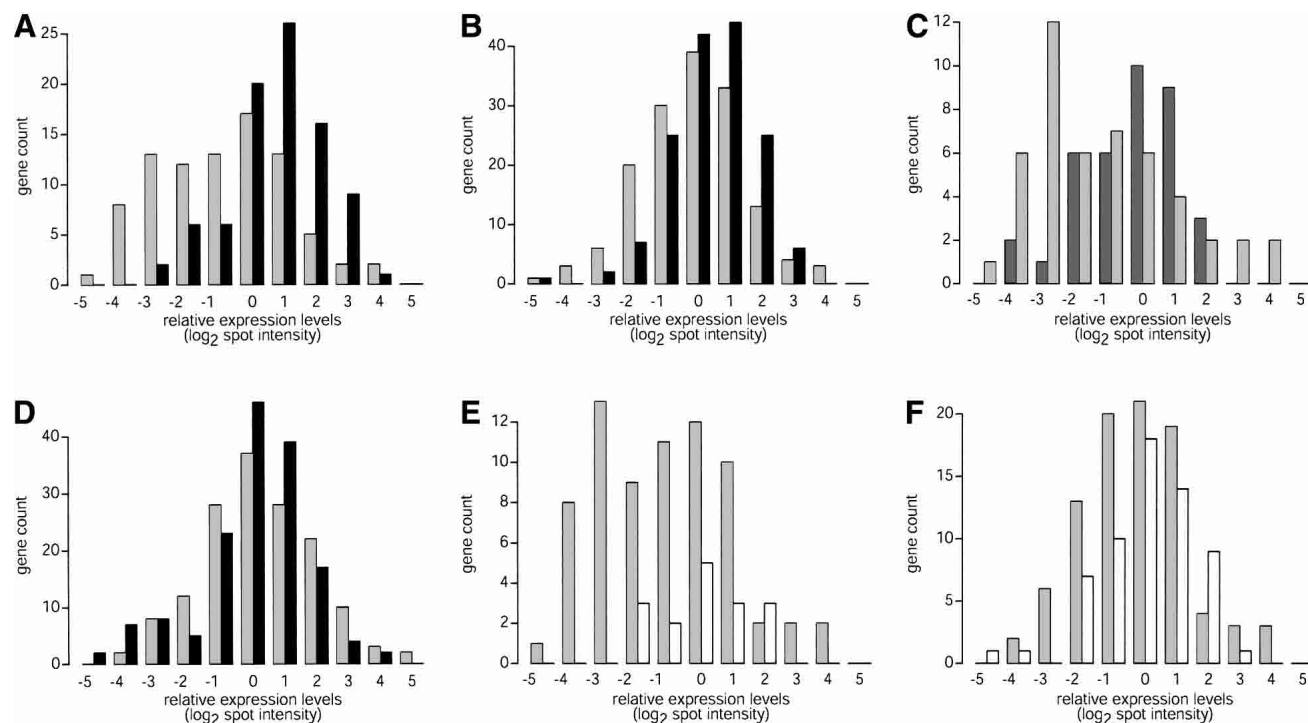 A
25
20
15
10
5
0
gene count
-5 -4 -3 -2 -1 0 1 2 3 4 5
relative expression levels
(log2 spot intensity)
B
40
30
20
10
0
gene count
-5 -4 -3 -2 -1 0 1 2 3 4 5
relative expression levels
(log2 spot intensity)
C
12
10
8
6
4
2
0
gene count
-5 -4 -3 -2 -1 0 1 2 3 4 5
relative expression levels
(log2 spot intensity)
D
40
30
20
10
0
gene count
-5 -4 -3 -2 -1 0 1 2 3 4 5
relative expression levels
(log2 spot intensity)
E
12
10
8
6
4
2
0
gene count
-5 -4 -3 -2 -1 0 1 2 3 4 5
relative expression levels
(log2 spot intensity)
F
20
15
10
5
0
gene count
-5 -4 -3 -2 -1 0 1 2 3 4 5
relative expression levels
(log2 spot intensity)